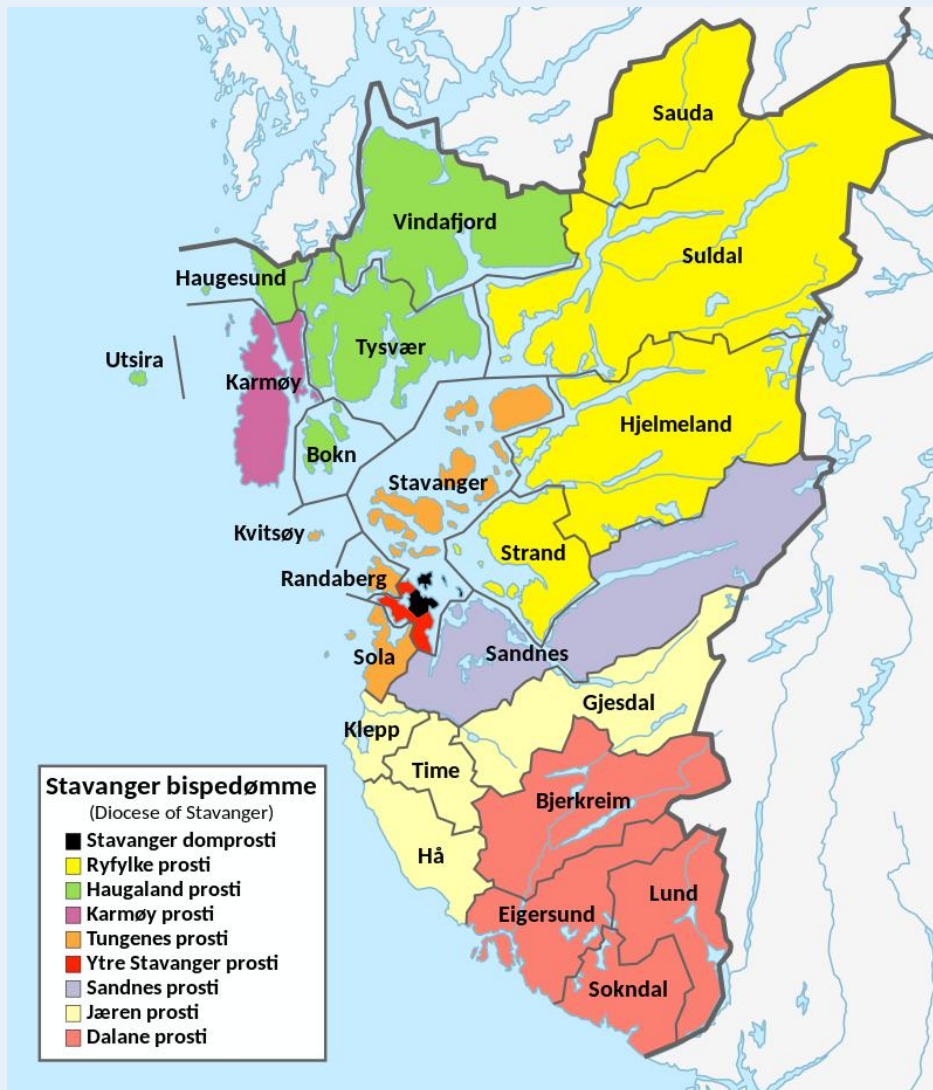 Sauda
Vindafjord
Suldal
Haugesund
Tysvær
Utsira
Karmøy
Hjelmeland
Bokn
Stavanger
Kvitsøy
Strand
Randaberg
Sola
Sandnes
Gjesdal
Klepp
Time
Bjerkreim
Hå
Lund
Eigersund
Sokndal
Stavanger bispedømme
(Diocese of Stavanger)
Stavanger domprosti
Ryfylke prosti
Haugaland prosti
Karmøy prosti
Tungenes prosti
Ytre Stavanger prosti
Sandnes prosti
Jæren prosti
Dalane prosti